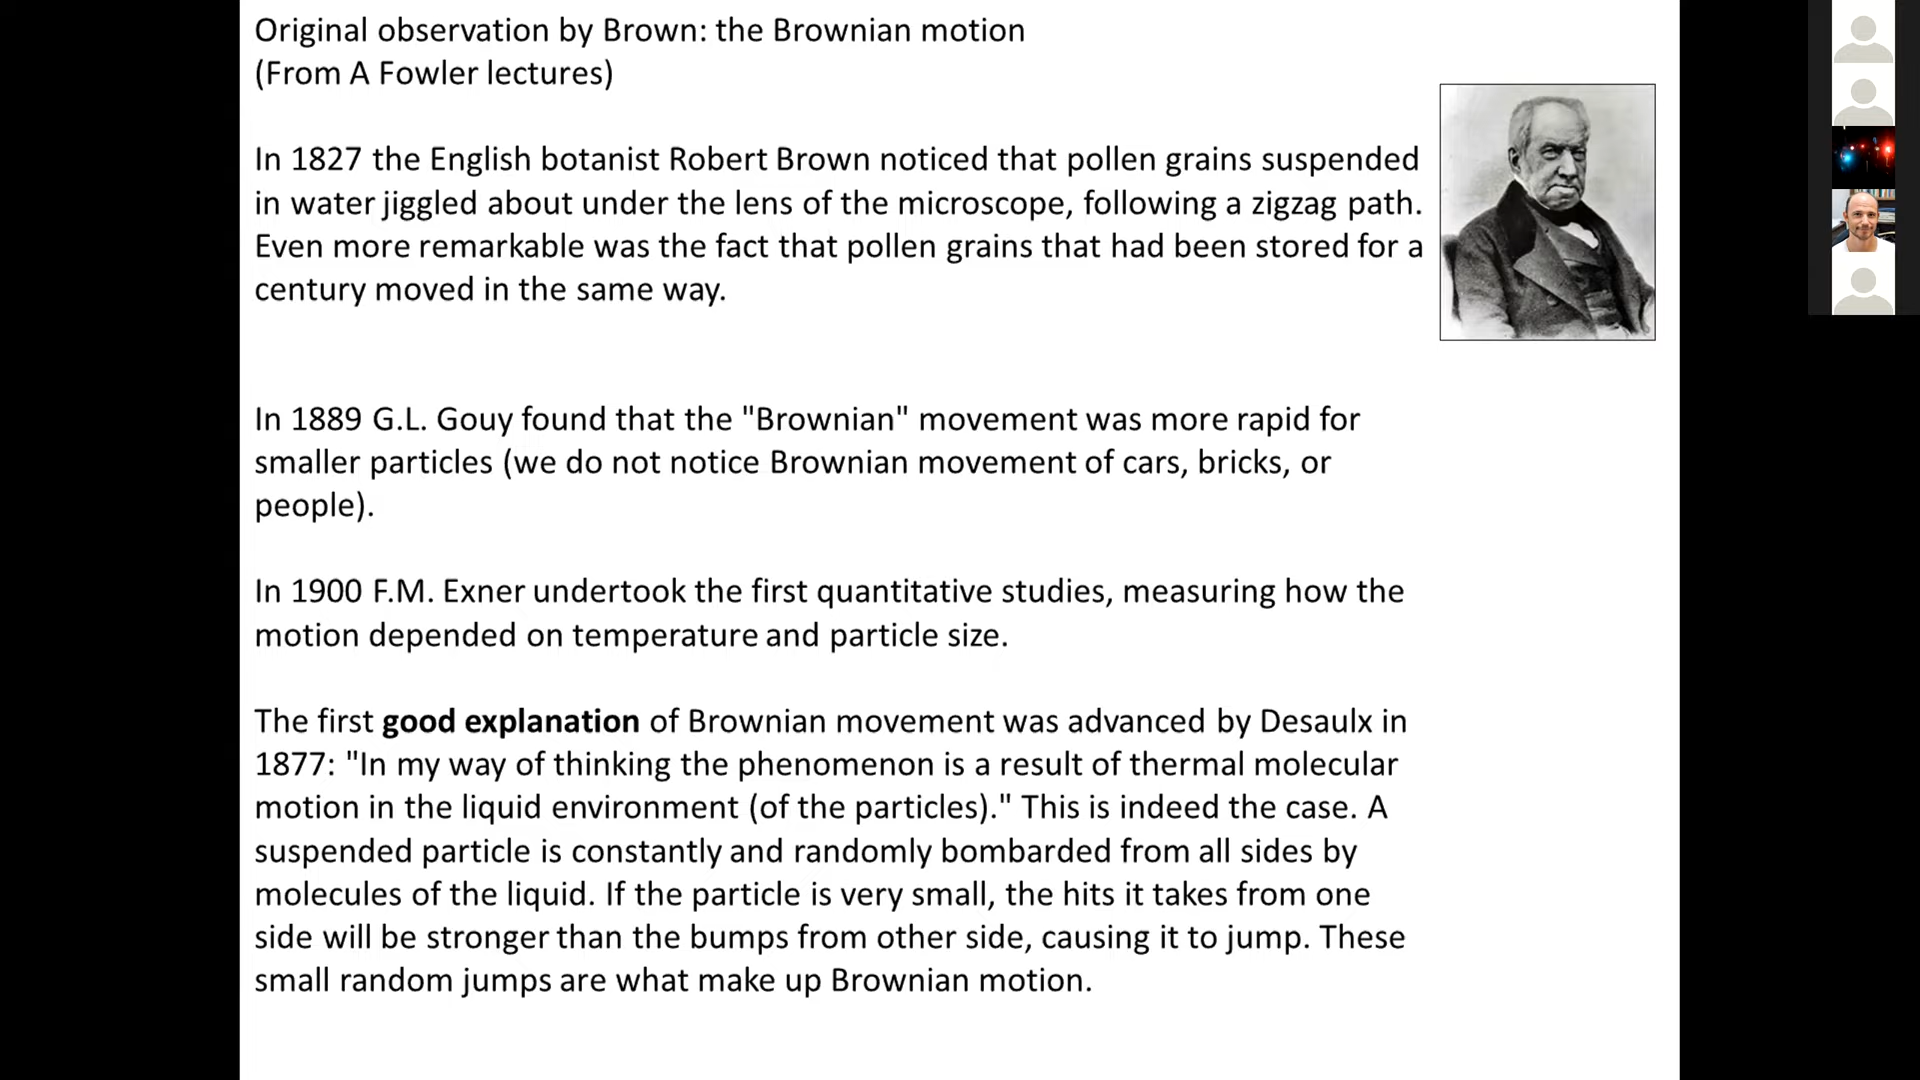 Original observation by Brown: the Brownian motion
(From A Fowler lectures)
In 1827 the English botanist Robert Brown noticed that pollen grains suspended
in water jiggled about under the lens of the microscope, following a zigzag path.
Even more remarkable was the fact that pollen grains that had been stored for a
century moved in the same way.
In 1889 G.L. Gouy found that the "Brownian" movement was more rapid for
smaller particles (we do not notice Brownian movement of cars, bricks, or
people).
In 1900 F.M. Exner undertook the first quantitative studies, measuring how the
motion depended on temperature and particle size.
The first good explanation of Brownian movement was advanced by Desaulx in
1877: "In my way of thinking the phenomenon is a result of thermal molecular
motion in the liquid environment (of the particles)." This is indeed the case. A
suspended particle is constantly and randomly bombarded from all sides by
molecules of the liquid. If the particle is very small, the hits it takes from one
side will be stronger than the bumps from other side, causing it to jump. These
small random jumps are what make up Brownian motion.